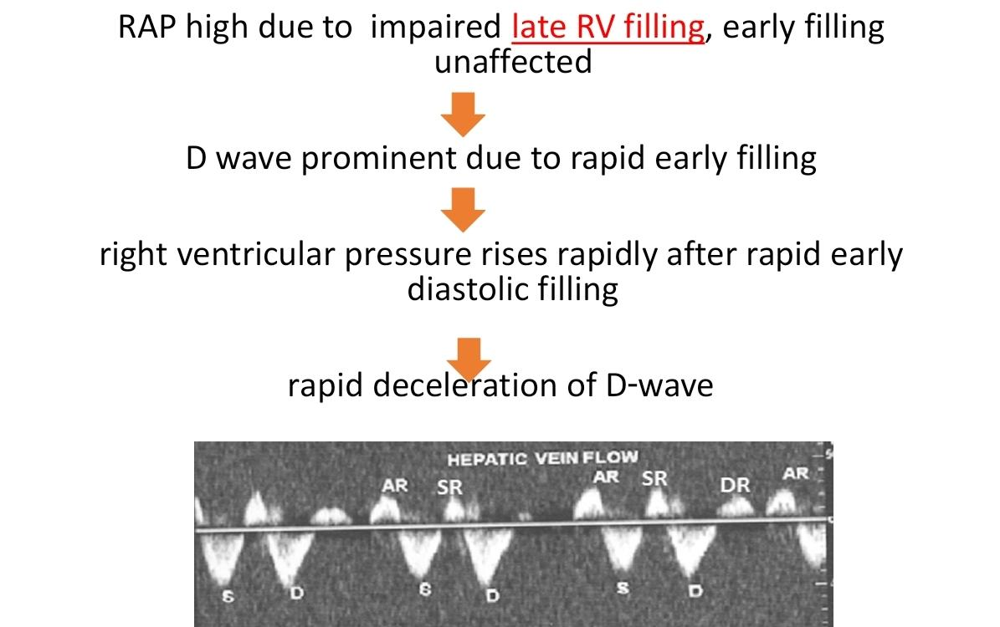 RAP high due to impaired late RV filling, early filling
unaffected
D wave prominent due to rapid early filling
right ventricular pressure rises rapidly after rapid early
diastolic filling
rapid deceleration of D-wave
HEPATIC VEIN FLOW
AR SR AR SR DR AR
S D S D S D